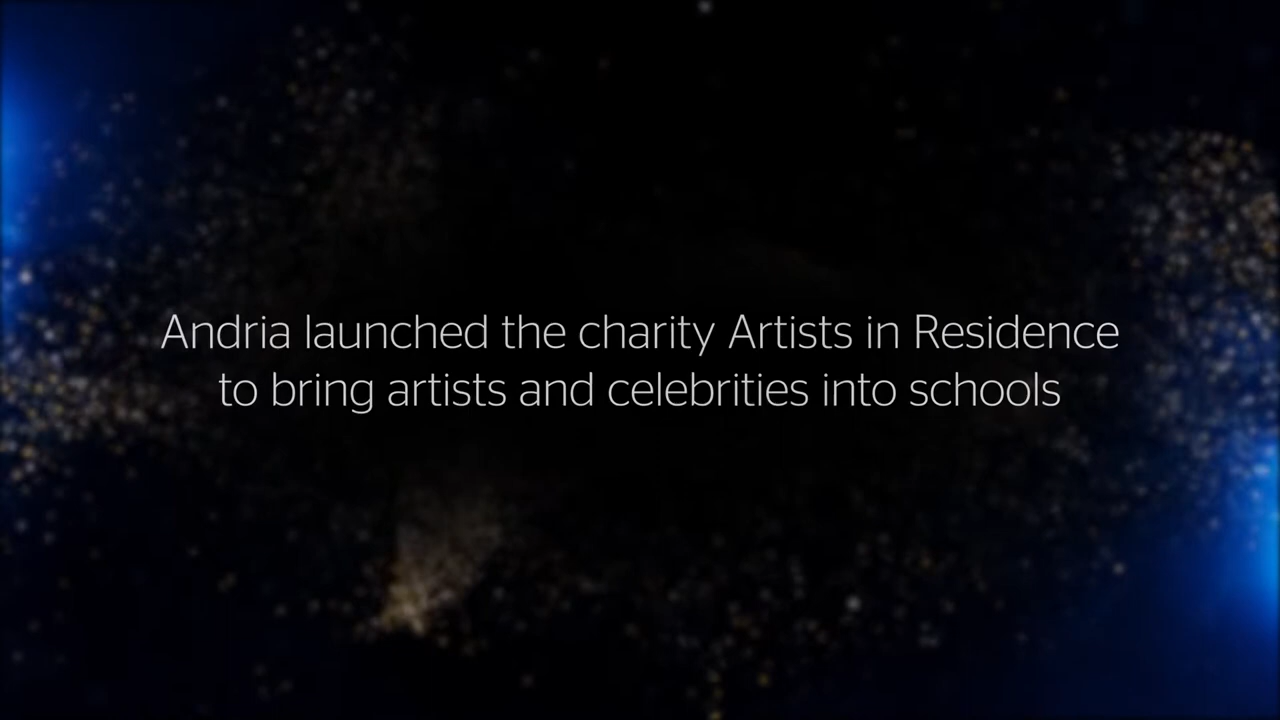 Andria launched the charity Artists in Residence
to bring artists and celebrities into schools